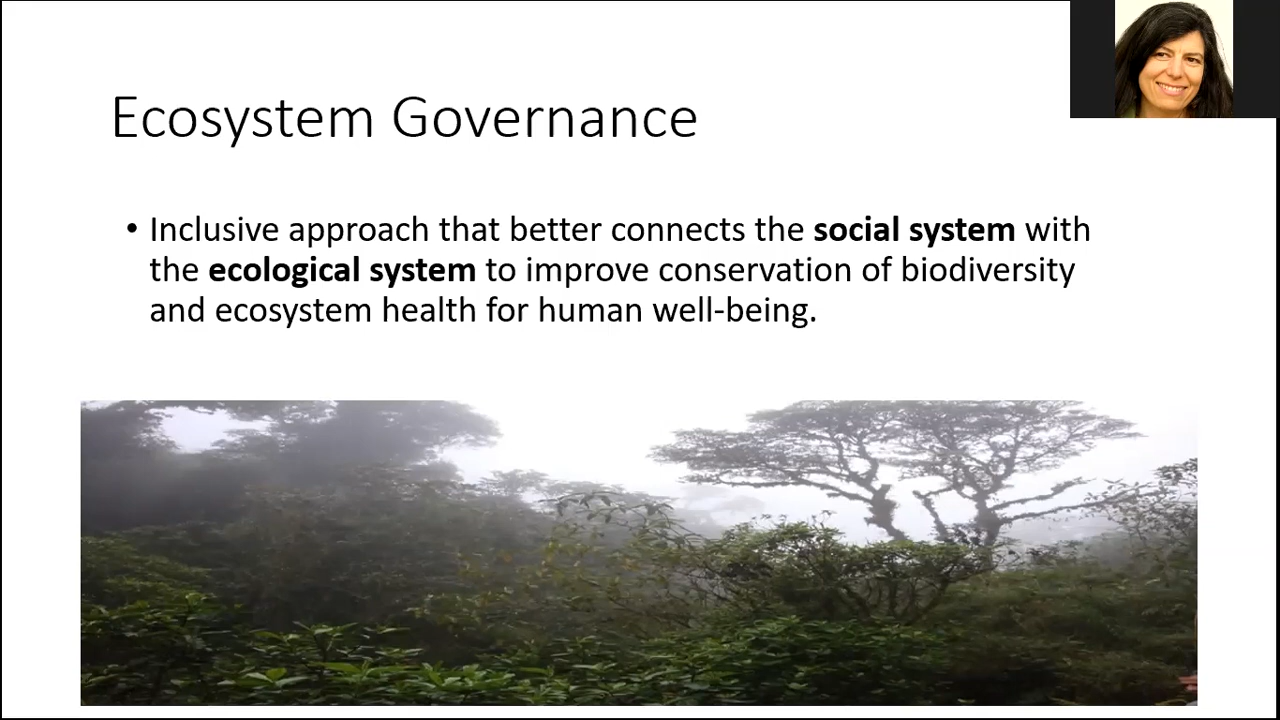 Ecosystem Governance
• Inclusive approach that better connects the social system with
the ecological system to improve conservation of biodiversity
and ecosystem health for human well-being.